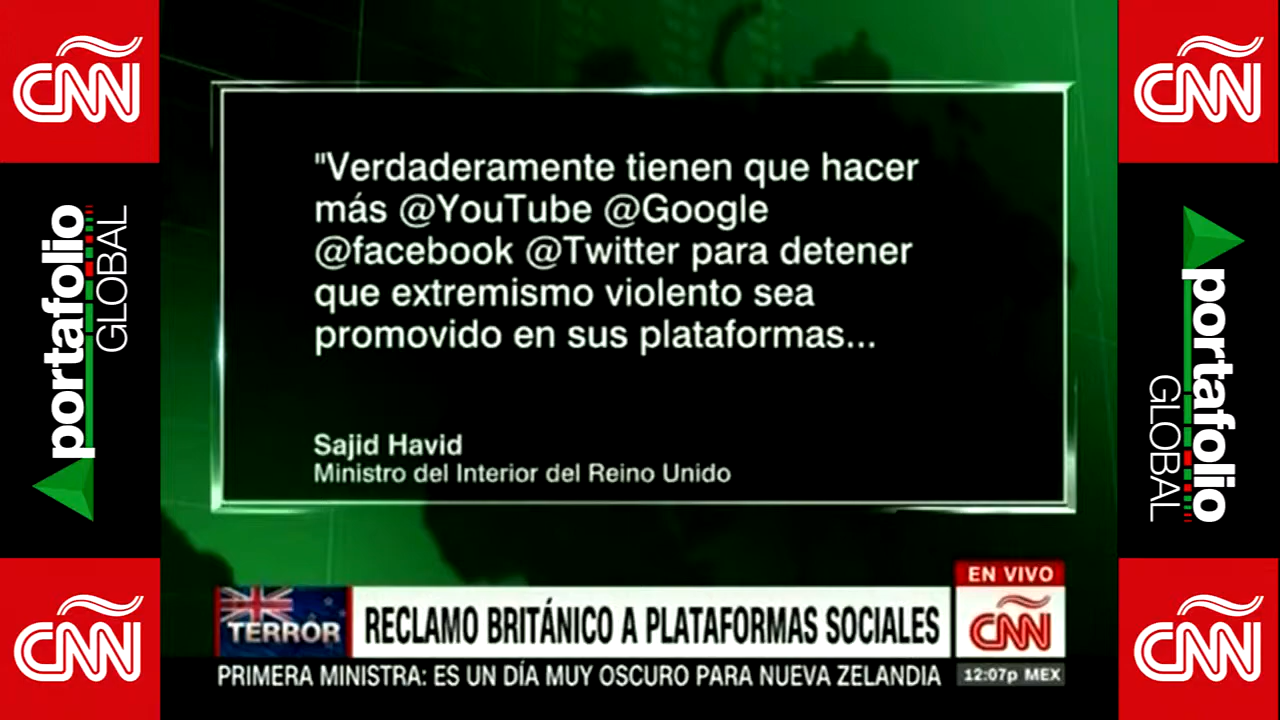 CNN
portafolio
GLOBAL
CNN
"Verdaderamente tienen que hacer
más @YouTube @Google
@facebook @Twitter para detener
que extremismo violento sea
promovido en sus plataformas...
Sajid Havid
Ministro del Interior del Reino Unido
TERROR
RECLAMO BRITÁNICO A PLATAFORMAS SOCIALES
EN VIVO
CNN
PRIMERA MINISTRA: ES UN DÍA MUY OSCURO PARA NUEVA ZELANDIA
12:07p MEX
CNN
portafolio
GLOBAL
CNN